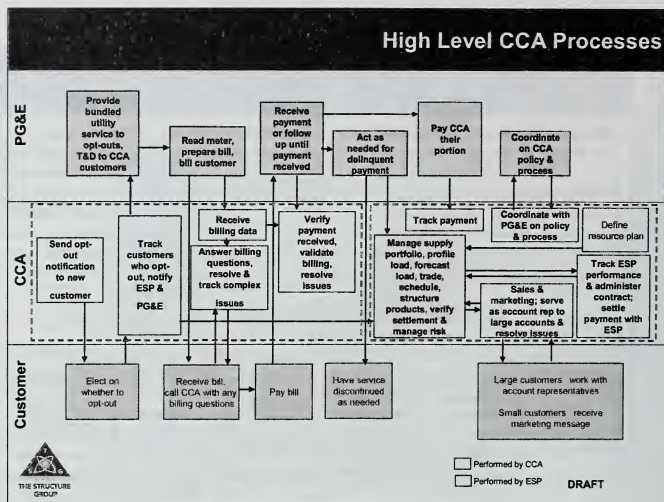 High Level CCA Processes
PG&E
Provide
bundled
utility
service to
opt-outs,
T&D to CCA
customers
Read meter,
prepare bill,
bill customer
Receive
payment
or follow
up until
payment
received
Act as
needed for
delinquent
payment
Pay CCA
their
portion
Coordinate
on CCA
policy &
process
CCA
Send opt-
out
notification
to new
customer
Track
customers
who opt-
out, notify
ESP &
PG&E
Receive
billing data
Answer billing
questions,
resolve &
track complex
issues
Verify
payment
received,
validate
billing,
resolve
issues
Track payment
Coordinate with
PG&E on policy
& process
Define
resource plan
Manage supply
portfolio, profile
load, forecast
load, trade,
schedule,
structure
products, verify
settlement &
manage risk
Sales &
marketing; serve
as account rep to
large accounts &
resolve issues
Track ESP
performance
& administer
contract;
settle
payment with
ESP
Customer
Elect on
whether to
opt-out
Receive bill,
call CCA with any
billing questions
Pay bill
Have service
discontinued
as needed
Large customers work with
account representatives
Small customers receive
marketing message
Performed by CCA
Performed by ESP
DRAFT
T
S
G
THE STRUCTURE
GROUP